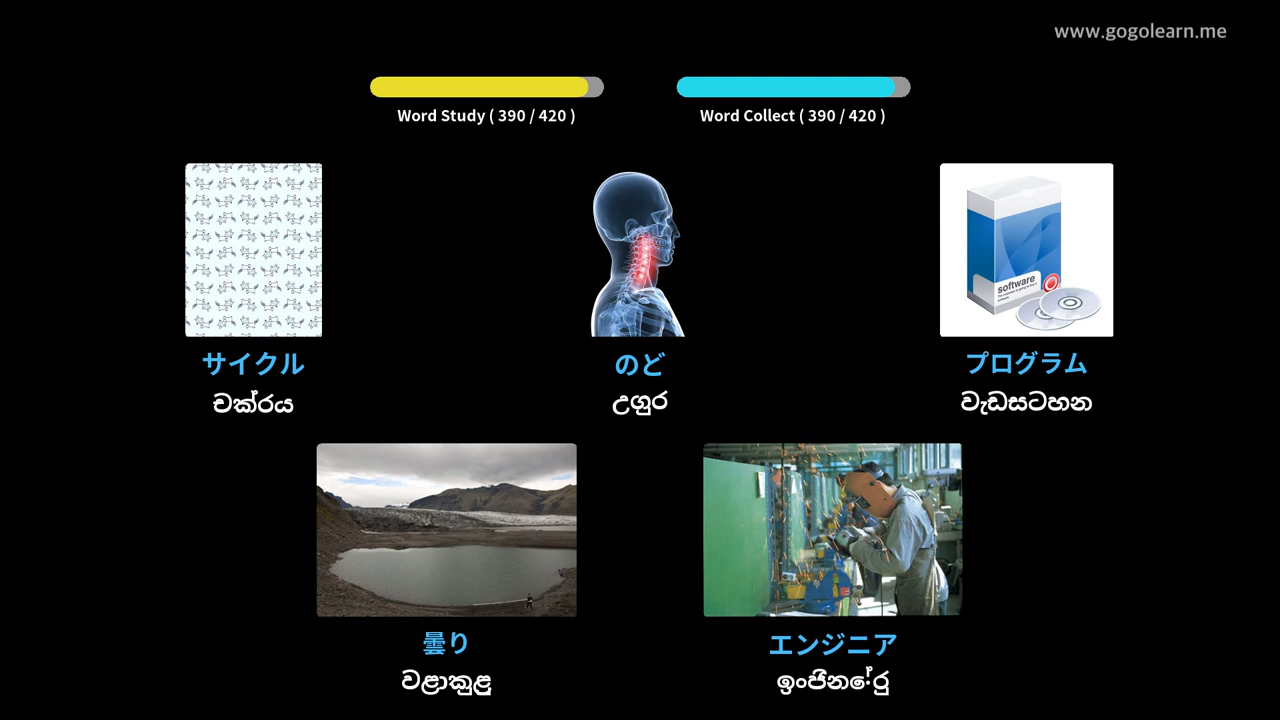 www.gogolearn.me
Word Study ( 390 / 420 )
Word Collect ( 390 / 420 )
software
サイクル
චක්රය
のど
උගුර
プログラム
වැඩසටහන
曇り
වළාකුළු
エンジニア
ඉංජිනේරු